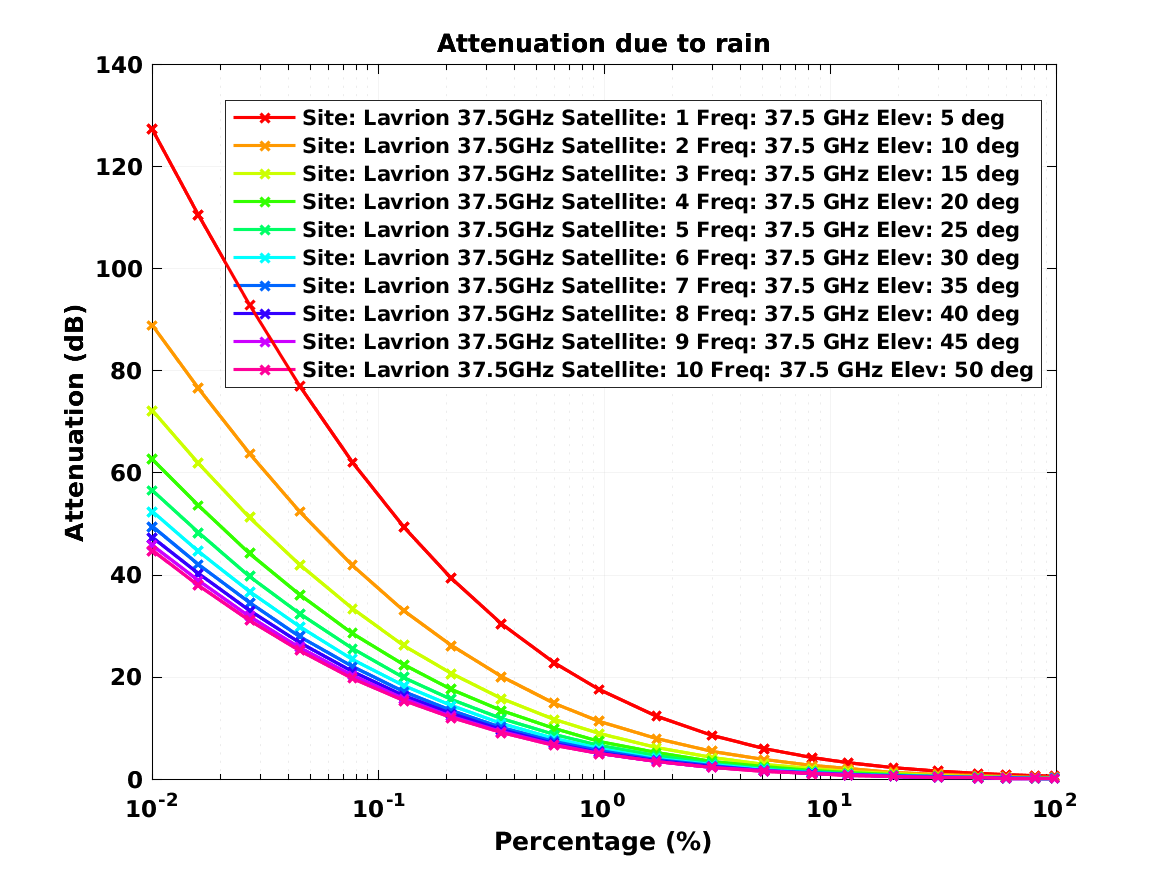 Attenuation due to rain
140
120
100
80
60
40
20
0
Attenuation (dB)
Site: Lavrion 37.5GHz Satellite: 1 Freq: 37.5 GHz Elev: 5 deg
Site: Lavrion 37.5GHz Satellite: 2 Freq: 37.5 GHz Elev: 10 deg
Site: Lavrion 37.5GHz Satellite: 3 Freq: 37.5 GHz Elev: 15 deg
Site: Lavrion 37.5GHz Satellite: 4 Freq: 37.5 GHz Elev: 20 deg
Site: Lavrion 37.5GHz Satellite: 5 Freq: 37.5 GHz Elev: 25 deg
Site: Lavrion 37.5GHz Satellite: 6 Freq: 37.5 GHz Elev: 30 deg
Site: Lavrion 37.5GHz Satellite: 7 Freq: 37.5 GHz Elev: 35 deg
Site: Lavrion 37.5GHz Satellite: 8 Freq: 37.5 GHz Elev: 40 deg
Site: Lavrion 37.5GHz Satellite: 9 Freq: 37.5 GHz Elev: 45 deg
Site: Lavrion 37.5GHz Satellite: 10 Freq: 37.5 GHz Elev: 50 deg
10^-2 10^-1 10^0 10^1 10^2
Percentage (%)